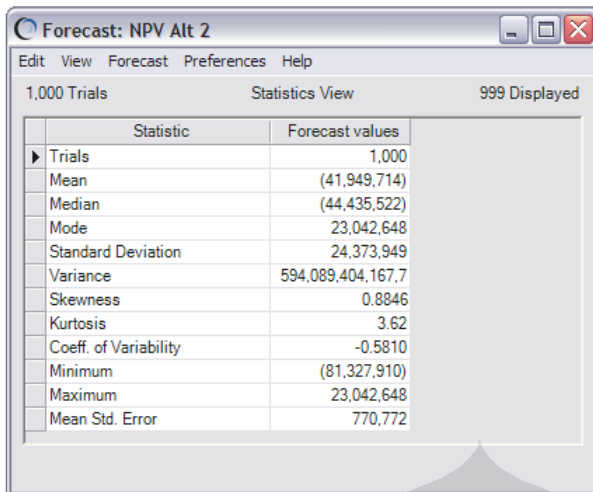 Forecast: NPV Alt 2
Edit View Forecast Preferences Help
1,000 Trials Statistics View 999 Displayed
Statistic Forecast values
Trials 1,000
Mean (41,949,714)
Median (44,435,522)
Mode 23,042,648
Standard Deviation 24,373,949
Variance 594,089,404,167,7
Skewness 0.8846
Kurtosis 3.62
Coeff. of Variability -0.5810
Minimum (81,327,910)
Maximum 23,042,648
Mean Std. Error 770,772